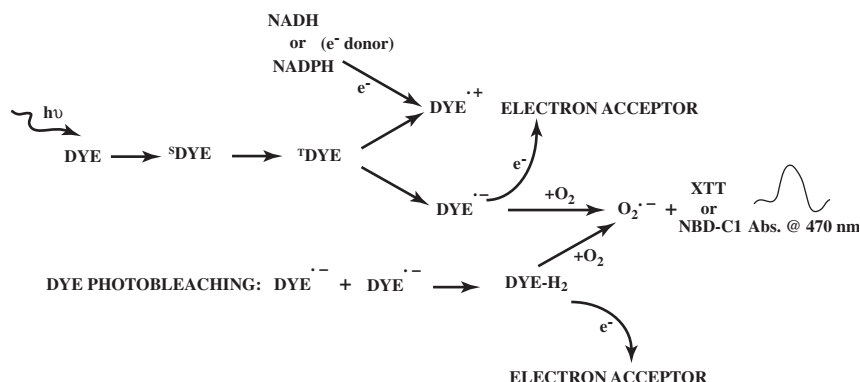 NADH
or (e- donor)
NADPH
e-
DYE·+
ELECTRON ACCEPTOR
hυ
DYE
SDYE
TDYE
e-
DYE·-
+O2
O2·- +
XTT
or
NBD-C1 Abs. @ 470 nm
+O2
DYE PHOTOBLEACHING: DYE·- + DYE·-
DYE-H2
e-
ELECTRON ACCEPTOR